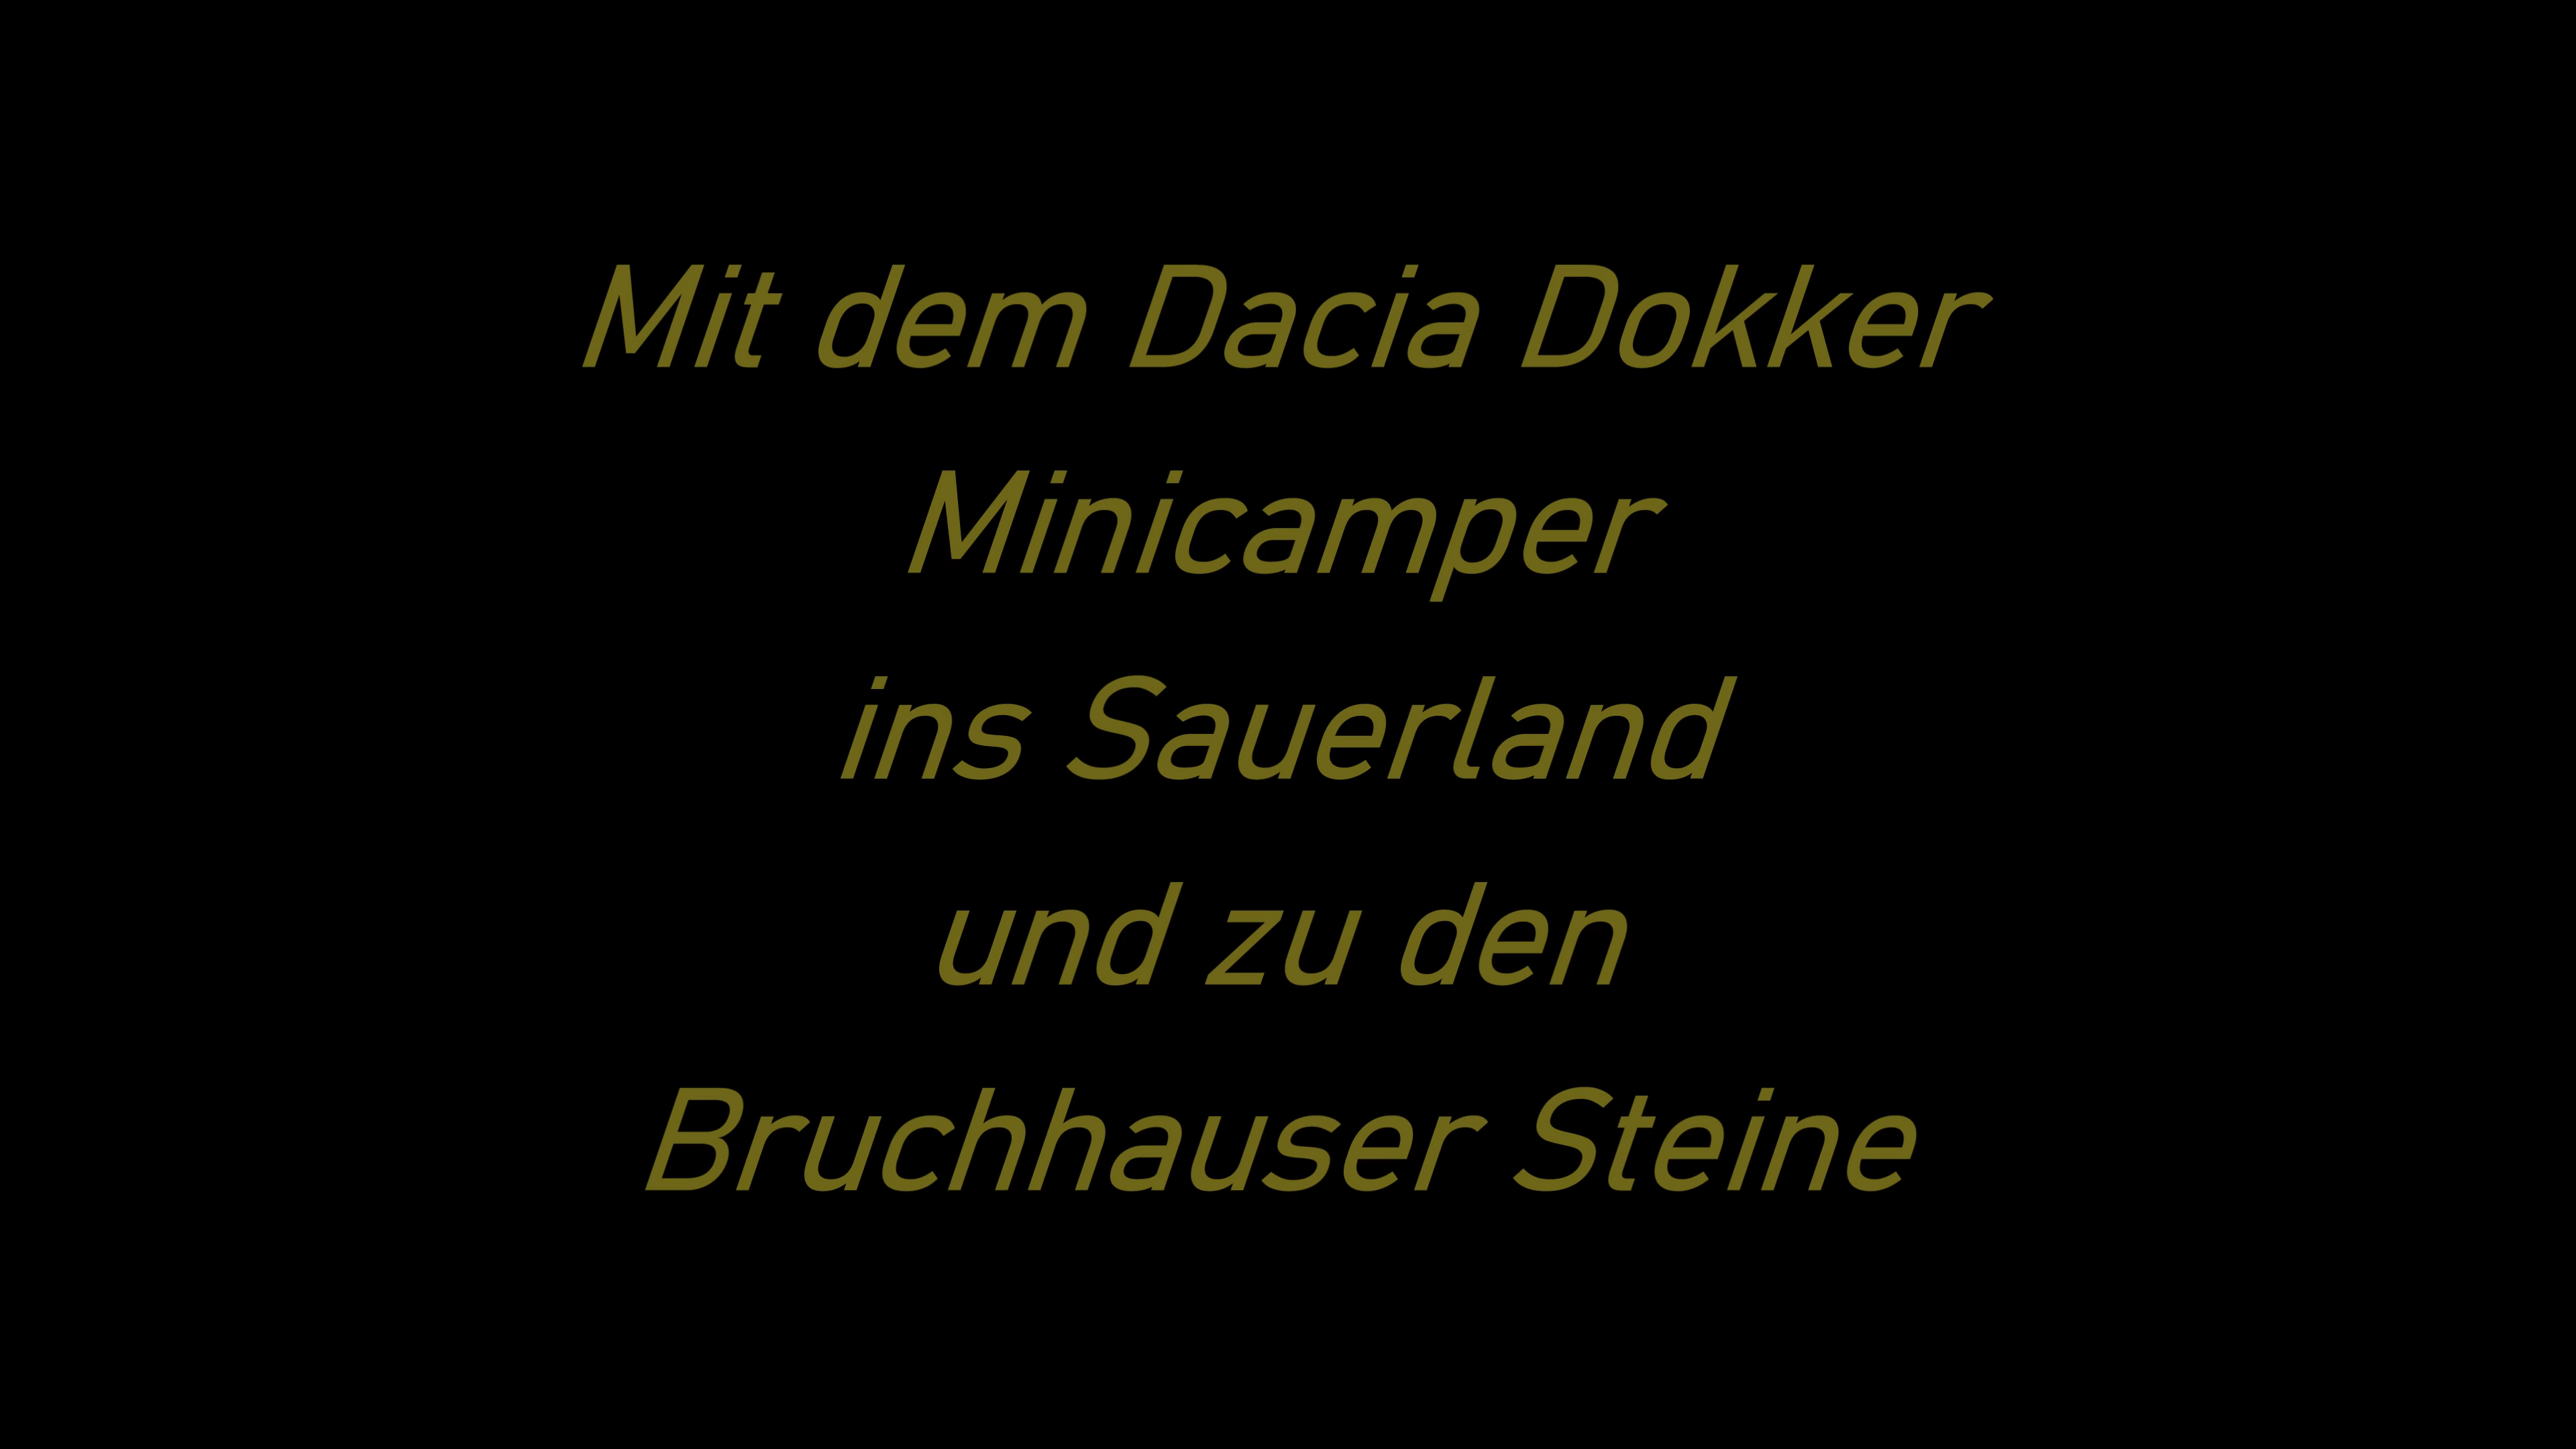 Mit dem Dacia Dokker
Minicamper
ins Sauerland
und zu den
Bruchhauser Steine